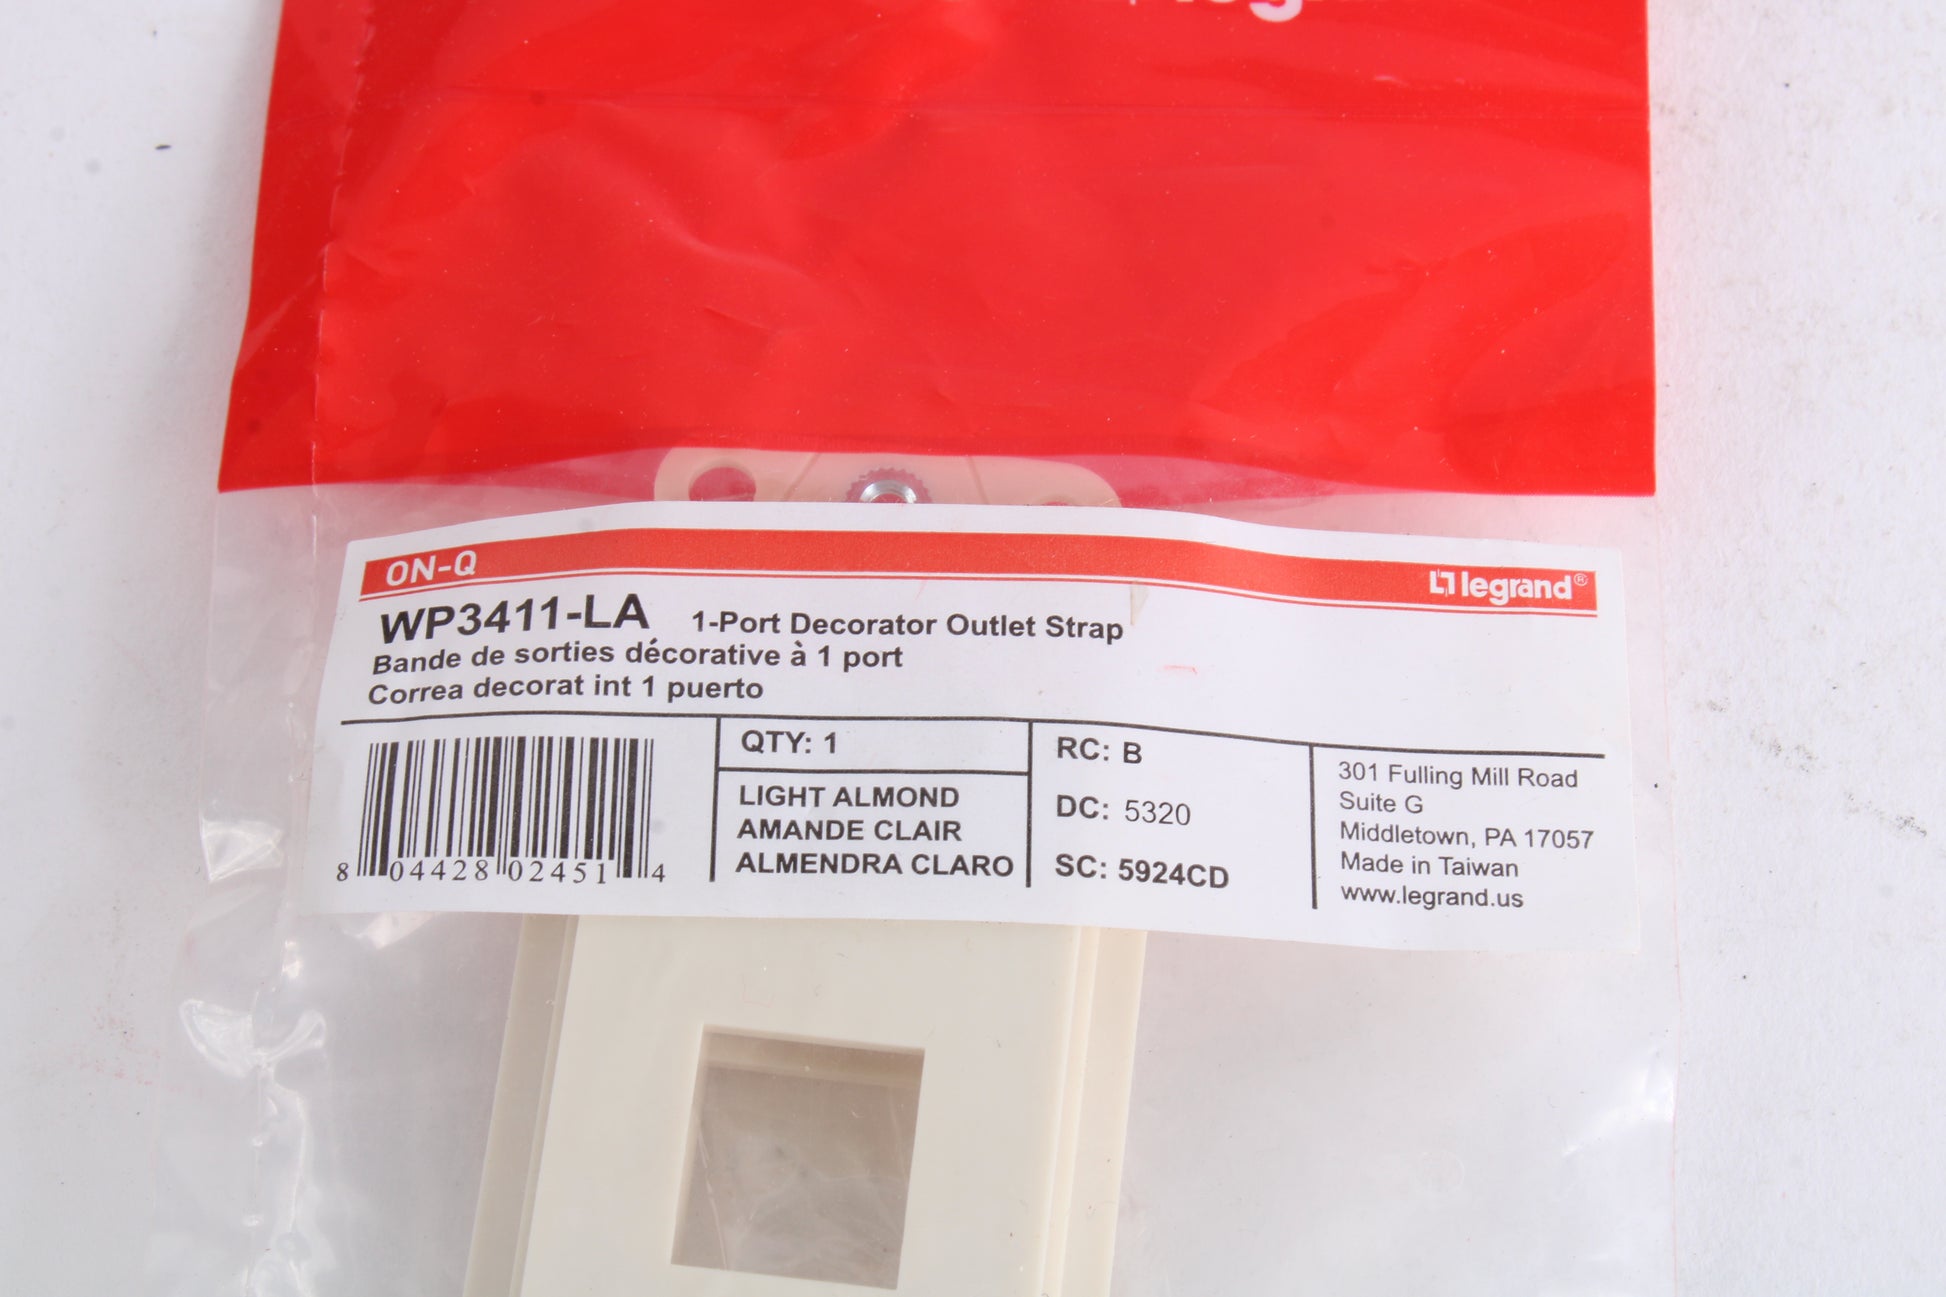 ON-Q
legrand®
WP3411-LA 1-Port Decorator Outlet Strap
Bande de sorties décorative à 1 port
Correa decorat int 1 puerto
8 04428 02451 4
QTY: 1
LIGHT ALMOND
AMANDE CLAIR
ALMENDRA CLARO
RC: B
DC: 5320
SC: 5924CD
301 Fulling Mill Road
Suite G
Middletown, PA 17057
Made in Taiwan
www.legrand.us